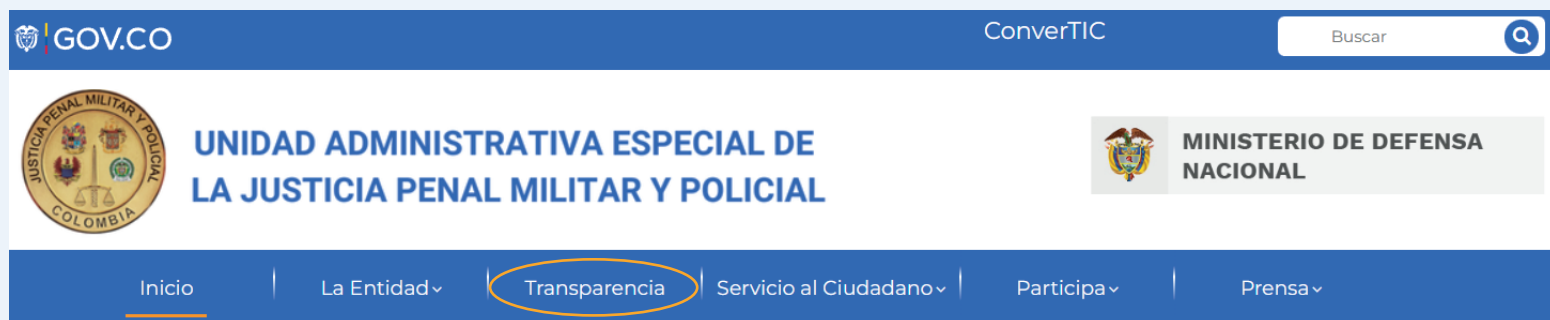 GOV.CO
ConverTIC
Buscar
JUSTICIA PENAL MILITAR Y POLICIAL
COLOMBIA
UNIDAD ADMINISTRATIVA ESPECIAL DE
LA JUSTICIA PENAL MILITAR Y POLICIAL
MINISTERIO DE DEFENSA
NACIONAL
Inicio
La Entidad
Transparencia
Servicio al Ciudadano
Participa
Prensa